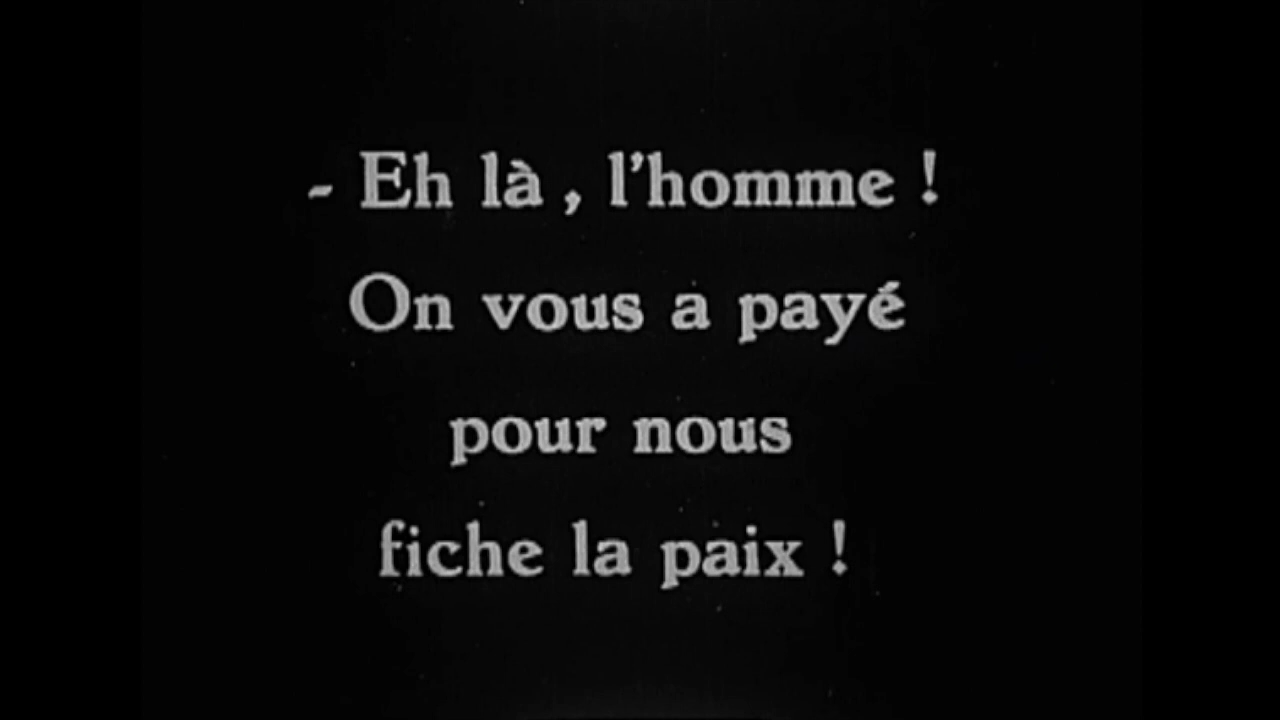 - Eh là, l'homme !
On vous a payé
pour nous
fiche la paix !